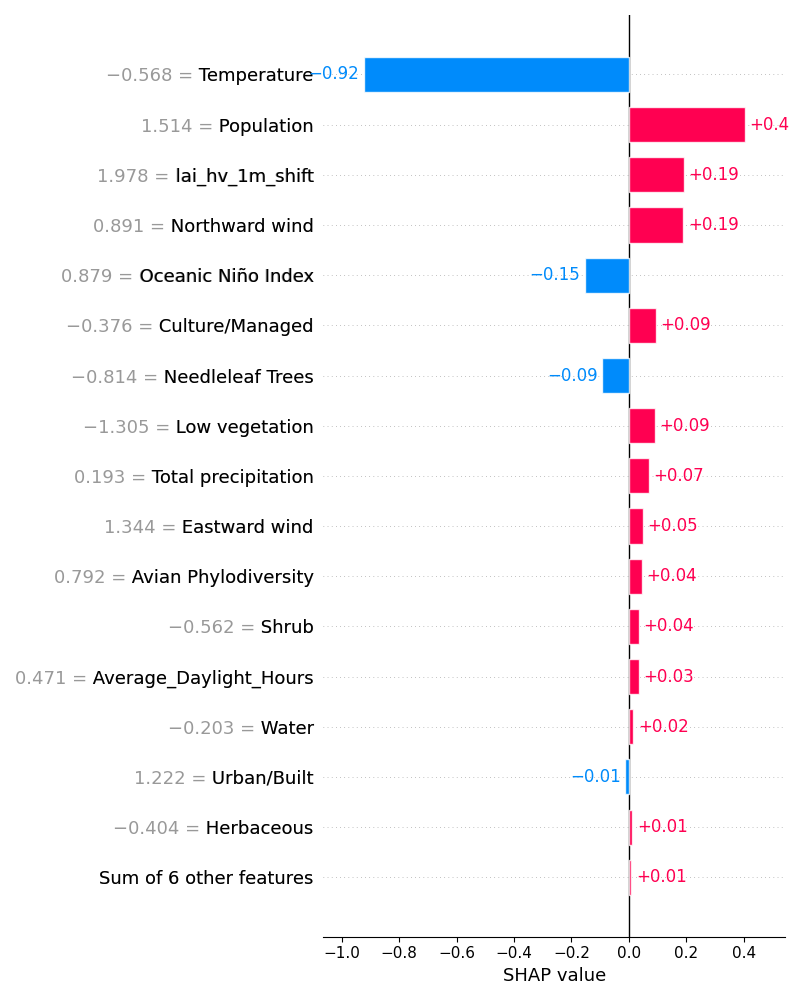 −0.568 = Temperature −0.92
1.514 = Population +0.4
1.978 = lai_hv_1m_shift +0.19
0.891 = Northward wind +0.19
0.879 = Oceanic Niño Index −0.15
−0.376 = Culture/Managed +0.09
−0.814 = Needleleaf Trees −0.09
−1.305 = Low vegetation +0.09
0.193 = Total precipitation +0.07
1.344 = Eastward wind +0.05
0.792 = Avian Phylodiversity +0.04
−0.562 = Shrub +0.04
0.471 = Average_Daylight_Hours +0.03
−0.203 = Water +0.02
1.222 = Urban/Built −0.01
−0.404 = Herbaceous +0.01
Sum of 6 other features +0.01
−1.0 −0.8 −0.6 −0.4 −0.2 0.0 0.2 0.4
SHAP value